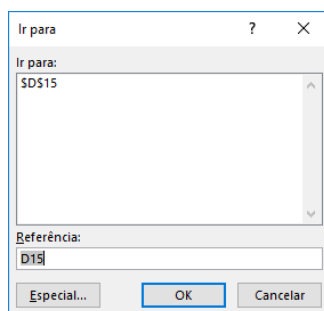 Ir para ?
Ir para:
$D$15
Referência:
D15
Especial... OK Cancelar